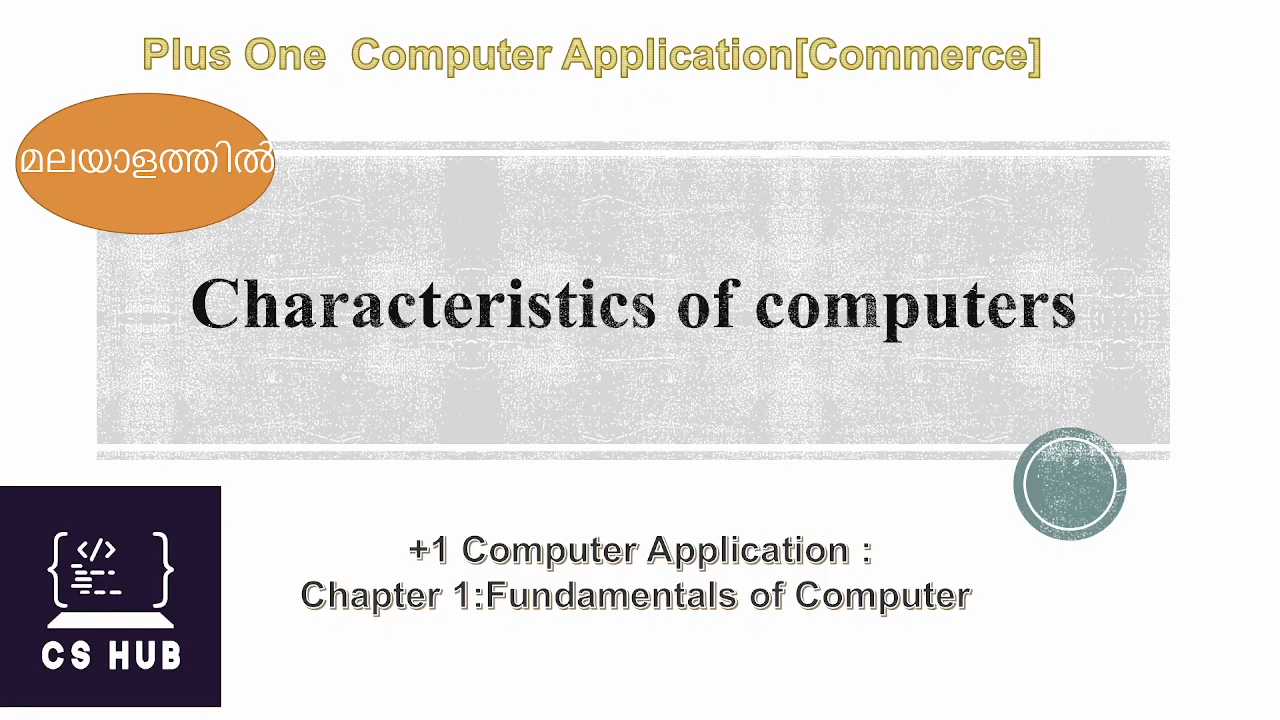 Plus One Computer Application[Commerce]
മലയാളത്തിൽ
Characteristics of computers
+1 Computer Application :
Chapter 1:Fundamentals of Computer
{ </> }
CS HUB